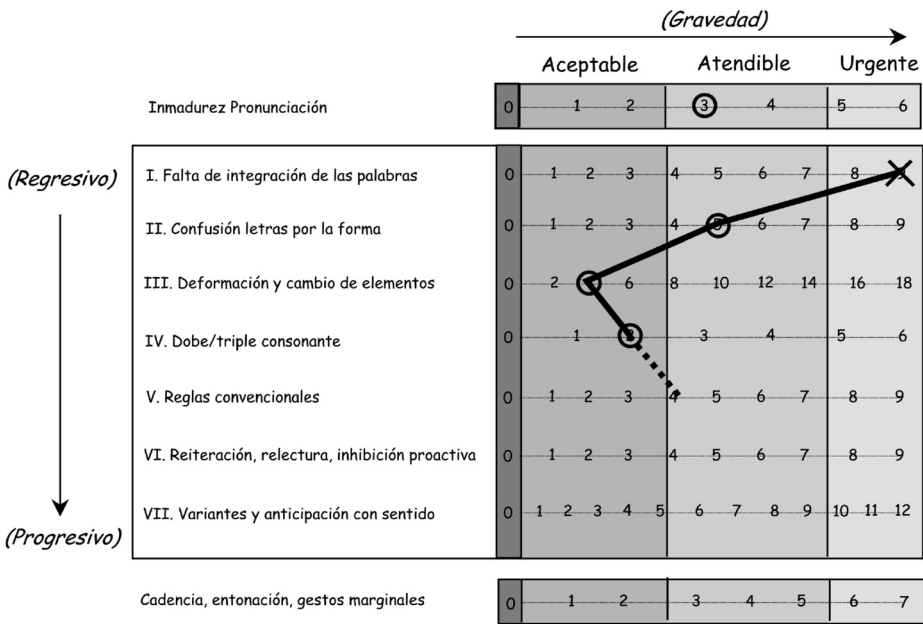 (Gravedad)
Aceptable Atendible Urgente
Inmadurez Pronunciación 0 1 2 3 4 5 6
(Regresivo)
I. Falta de integración de las palabras 0 1 2 3 4 5 6 7 8 9
II. Confusión letras por la forma 0 1 2 3 4 5 6 7 8 9
III. Deformación y cambio de elementos 0 2 6 8 10 12 14 16 18
IV. Dobe/triple consonante 0 1 2 3 4 5 6
V. Reglas convencionales 0 1 2 3 4 5 6 7 8 9
VI. Reiteración, relectura, inhibición proactiva 0 1 2 3 4 5 6 7 8 9
VII. Variantes y anticipación con sentido 0 1 2 3 4 5 6 7 8 9 10 11 12
(Progresivo)
Cadencia, entonación, gestos marginales 0 1 2 3 4 5 6 7